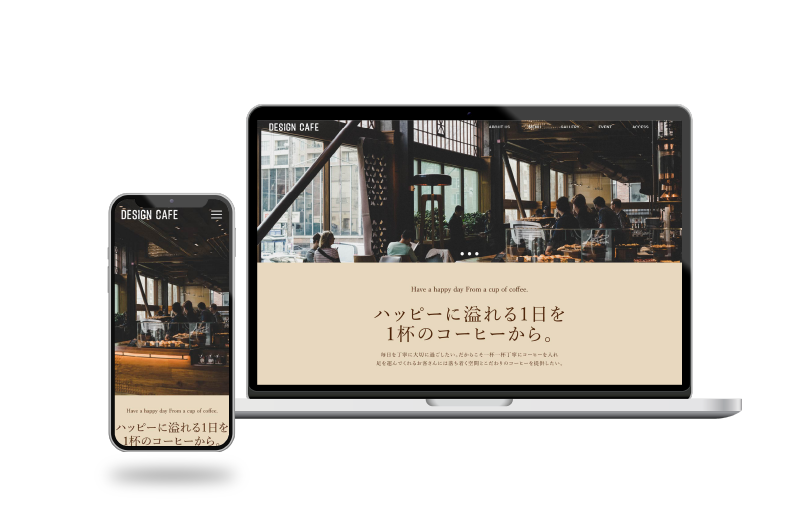 DESIGN CAFE
ABOUT US MENU GALLERY EVENT ACCESS
Have a happy day From a cup of coffee.
ハッピーに溢れる1日を
1杯のコーヒーから。
毎日を丁寧に大切に過ごしたい。だからこそ一杯一杯丁寧にコーヒーを入れ
足を運んでくれるお客さんには落ち着く空間とこだわりのコーヒーを提供したい。
DESIGN CAFE
Have a happy day From a cup of coffee.
ハッピーに溢れる1日を
1杯のコーヒーから。